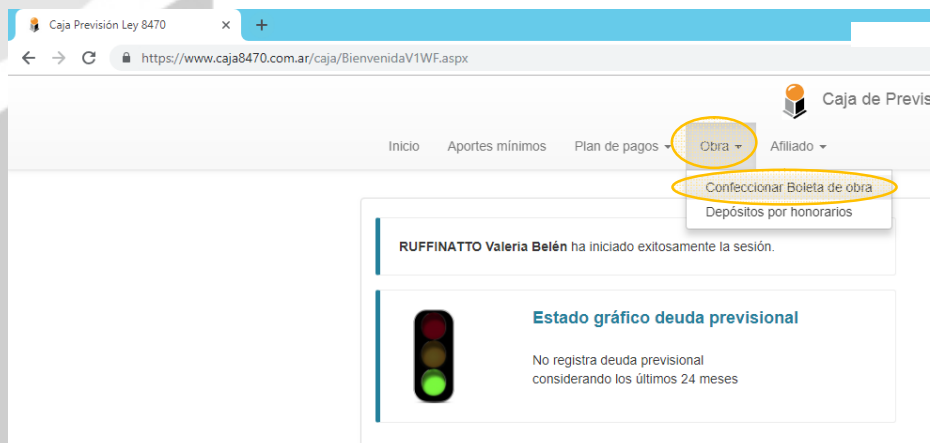 Caja Previsión Ley 8470
https://www.caja8470.com.ar/caja/BienvenidaV1WF.aspx
Caja de Previs
Inicio Aportes mínimos Plan de pagos Obra Afiliado
Confeccionar Boleta de obra
Depósitos por honorarios
RUFFINATTO Valeria Belén ha iniciado exitosamente la sesión.
Estado gráfico deuda previsional
No registra deuda previsional
considerando los últimos 24 meses